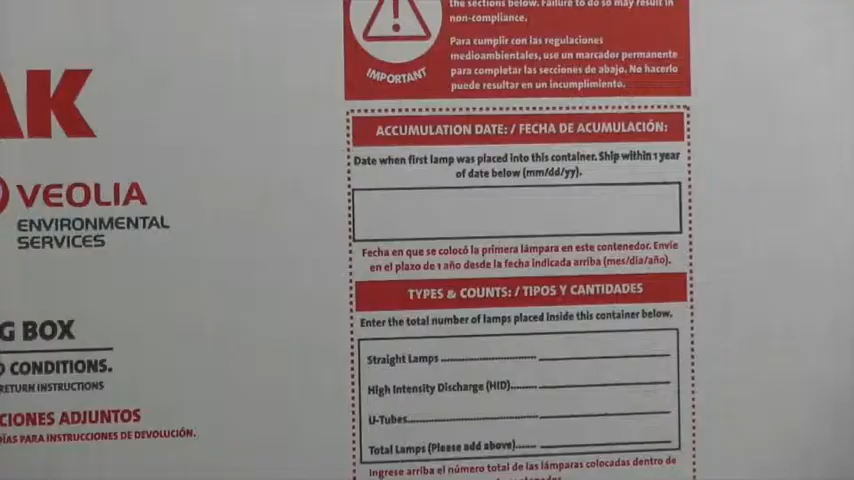 AK
VEOLIA
ENVIRONMENTAL
SERVICES
G BOX
CONDITIONS.
RETURN INSTRUCTIONS
CIONES ADJUNTOS
PARA INSTRUCCIONES DE DEVOLUCIÓN.
the sections below. Failure to do so may result in
non-compliance.
Para cumplir con las regulaciones
medioambientales, use un marcador permanente
para completar las secciones de abajo. No hacerlo
puede resultar en un incumplimiento.
IMPORTANT
ACCUMULATION DATE: / FECHA DE ACUMULACIÓN:
Date when first lamp was placed into this container. Ship within 1 year
of date below (mm/dd/yy).
Fecha en que se colocó la primera lámpara en este contenedor. Envíe
en el plazo de 1 año desde la fecha indicada arriba (mes/día/año).
TYPES & COUNTS: / TIPOS Y CANTIDADES
Enter the total number of lamps placed inside this container below.
Straight Lamps
High Intensity Discharge (HID)
U-Tubes
Total Lamps (Please add above)
Ingrese arriba el número total de las lámparas colocadas dentro de